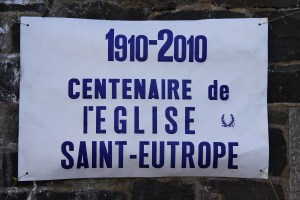 1910-2010
CENTENAIRE de
l'EGLISE
SAINT-EUTROPE